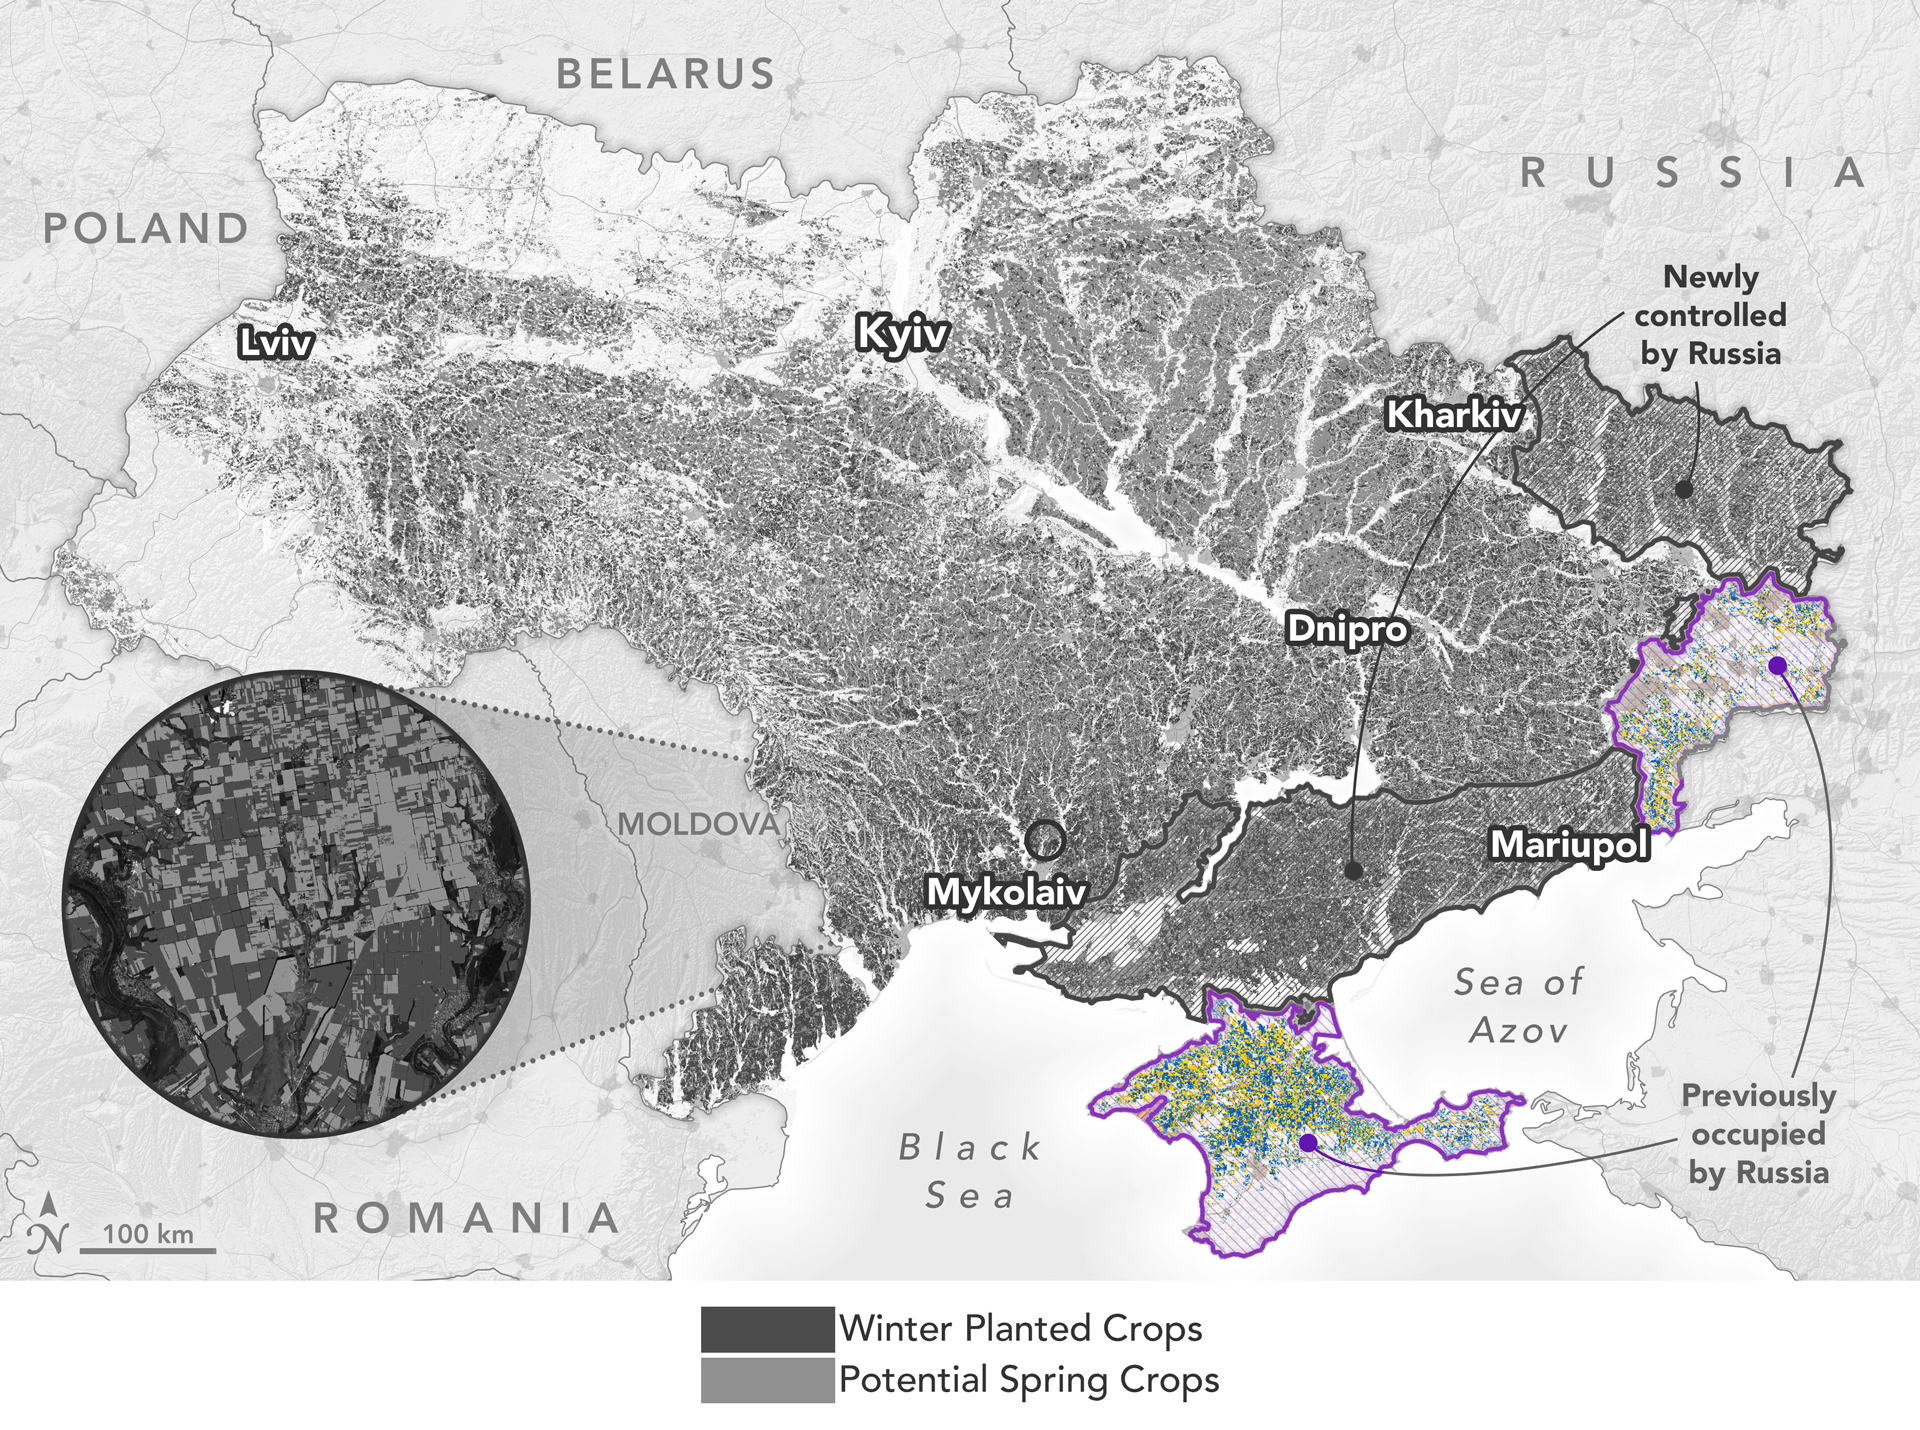 BELARUS
RUSSIA
POLAND
Newly
controlled
by Russia
Lviv
Kyiv
Kharkiv
Dnipro
MOLDOVA
Mariupol
Mykolaiv
Sea of
Azov
Previously
occupied
by Russia
Black
Sea
ROMANIA
N
100 km
Winter Planted Crops
Potential Spring Crops